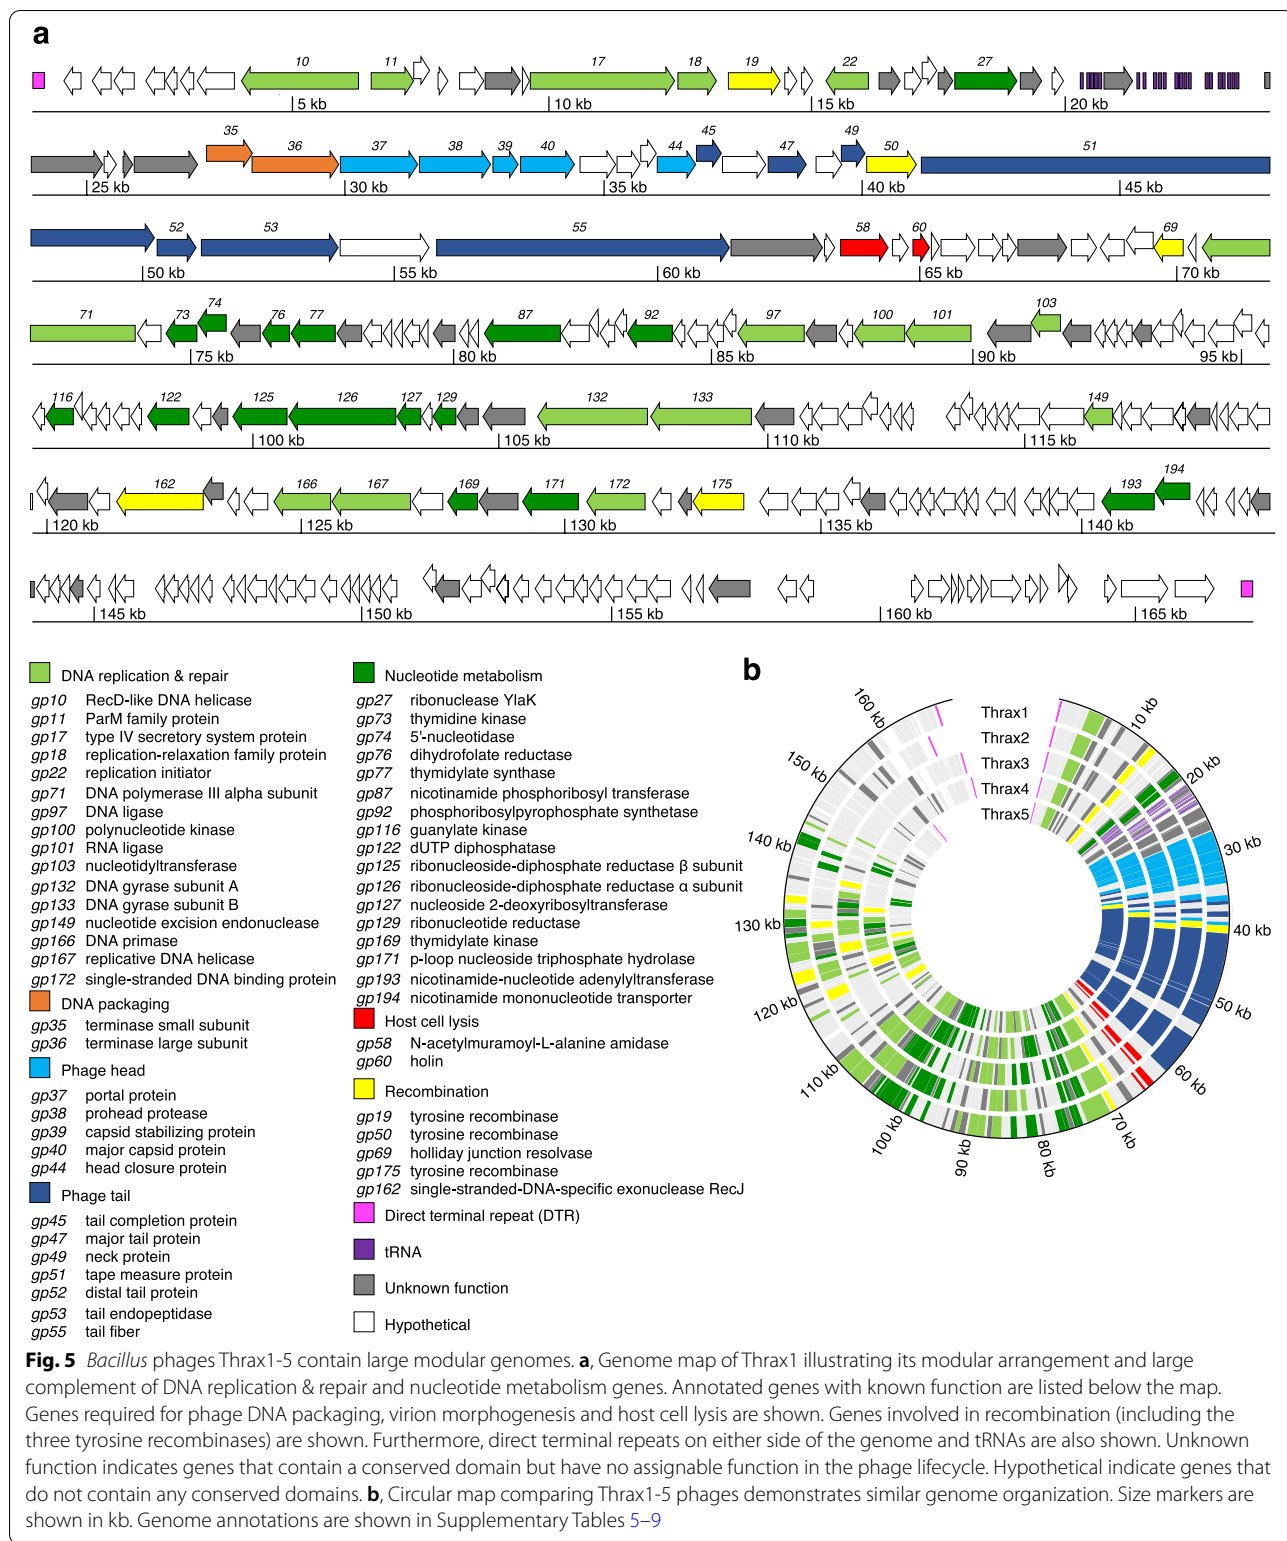 a
10 11 17 18 19 22 27
5 kb 10 kb 15 kb 20 kb
35 36 37 38 39 40 44 45 47 49 50 51
25 kb 30 kb 35 kb 40 kb 45 kb
52 53 55 58 60 69
50 kb 55 kb 60 kb 65 kb 70 kb
71 73 74 76 77 87 92 97 100 101 103
75 kb 80 kb 85 kb 90 kb 95 kb
116 122 125 126 127 129 132 133 149
100 kb 105 kb 110 kb 115 kb
162 166 167 169 171 172 175 193 194
120 kb 125 kb 130 kb 135 kb 140 kb
145 kb 150 kb 155 kb 160 kb 165 kb
DNA replication & repair
gp10 RecD-like DNA helicase
gp11 ParM family protein
gp17 type IV secretory system protein
gp18 replication-relaxation family protein
gp22 replication initiator
gp71 DNA polymerase III alpha subunit
gp97 DNA ligase
gp100 polynucleotide kinase
gp101 RNA ligase
gp103 nucleotidyltransferase
gp132 DNA gyrase subunit A
gp133 DNA gyrase subunit B
gp149 nucleotide excision endonuclease
gp166 DNA primase
gp167 replicative DNA helicase
gp172 single-stranded DNA binding protein
DNA packaging
gp35 terminase small subunit
gp36 terminase large subunit
Phage head
gp37 portal protein
gp38 prohead protease
gp39 capsid stabilizing protein
gp40 major capsid protein
gp44 head closure protein
Phage tail
gp45 tail completion protein
gp47 major tail protein
gp49 neck protein
gp51 tape measure protein
gp52 distal tail protein
gp53 tail endopeptidase
gp55 tail fiber
Nucleotide metabolism
gp27 ribonuclease YlaK
gp73 thymidine kinase
gp74 5'-nucleotidase
gp76 dihydrofolate reductase
gp77 thymidylate synthase
gp87 nicotinamide phosphoribosyl transferase
gp92 phosphoribosylpyrophosphate synthetase
gp116 guanylate kinase
gp122 dUTP diphosphatase
gp125 ribonucleoside-diphosphate reductase β subunit
gp126 ribonucleoside-diphosphate reductase α subunit
gp127 nucleoside 2-deoxyribosyltransferase
gp129 ribonucleotide reductase
gp169 thymidylate kinase
gp171 p-loop nucleoside triphosphate hydrolase
gp193 nicotinamide-nucleotide adenylyltransferase
gp194 nicotinamide mononucleotide transporter
Host cell lysis
gp58 N-acetylmuramoyl-L-alanine amidase
gp60 holin
Recombination
gp19 tyrosine recombinase
gp50 tyrosine recombinase
gp69 holliday junction resolvase
gp175 tyrosine recombinase
gp162 single-stranded-DNA-specific exonuclease RecJ
Direct terminal repeat (DTR)
tRNA
Unknown function
Hypothetical
b
Thrax1
Thrax2
Thrax3
Thrax4
Thrax5
10 kb
20 kb
30 kb
40 kb
50 kb
60 kb
70 kb
80 kb
90 kb
100 kb
110 kb
120 kb
130 kb
140 kb
150 kb
160 kb
Fig. 5 Bacillus phages Thrax1-5 contain large modular genomes. a, Genome map of Thrax1 illustrating its modular arrangement and large
complement of DNA replication & repair and nucleotide metabolism genes. Annotated genes with known function are listed below the map.
Genes required for phage DNA packaging, virion morphogenesis and host cell lysis are shown. Genes involved in recombination (including the
three tyrosine recombinases) are shown. Furthermore, direct terminal repeats on either side of the genome and tRNAs are also shown. Unknown
function indicates genes that contain a conserved domain but have no assignable function in the phage lifecycle. Hypothetical indicate genes that
do not contain any conserved domains. b, Circular map comparing Thrax1-5 phages demonstrates similar genome organization. Size markers are
shown in kb. Genome annotations are shown in Supplementary Tables 5–9